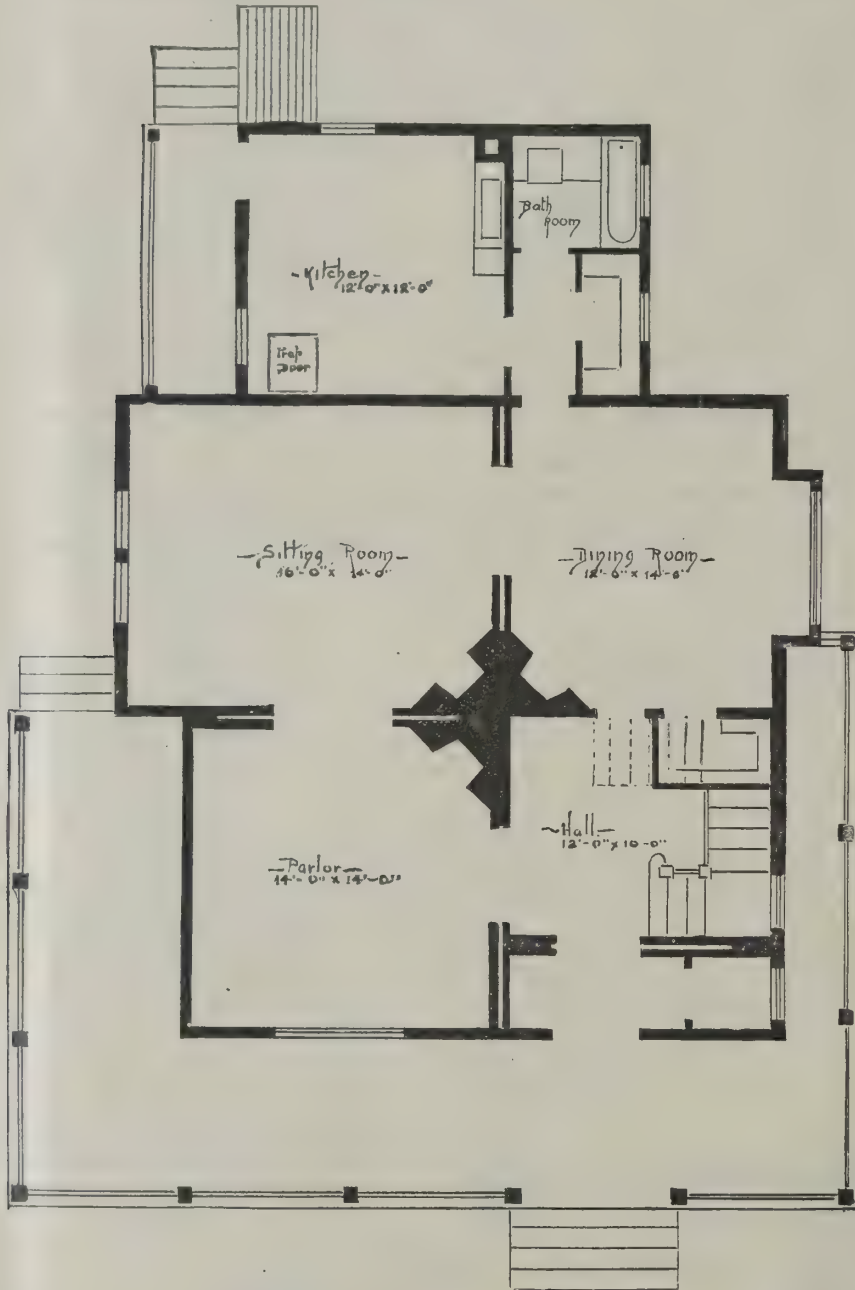 Bath
Room
Kitchen
12'-0" x 12'-0"
Trap
Door
Sitting Room
16'-0" x 14'-0"
Dining Room
12'-6" x 14'-6"
Hall
12'-0" x 10-0"
Parlor
14'-0" x 14'-0"